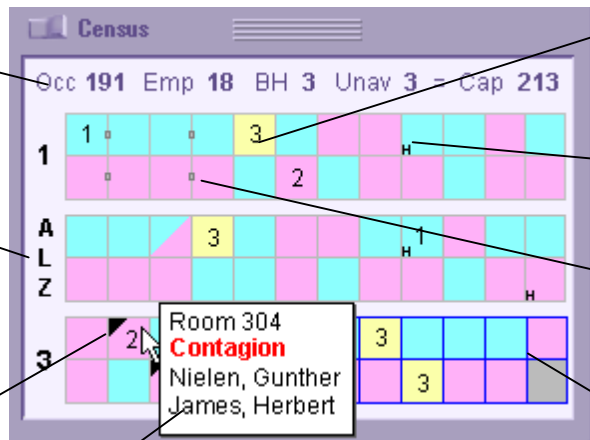 Census
Occ 191 Emp 18 BH 3 Unav 3 = Cap 213
1
1 3 H
2
A
L
Z
3 H 1
H
3
2 3
3
Room 304
Contagion
Nielen, Gunther
James, Herbert